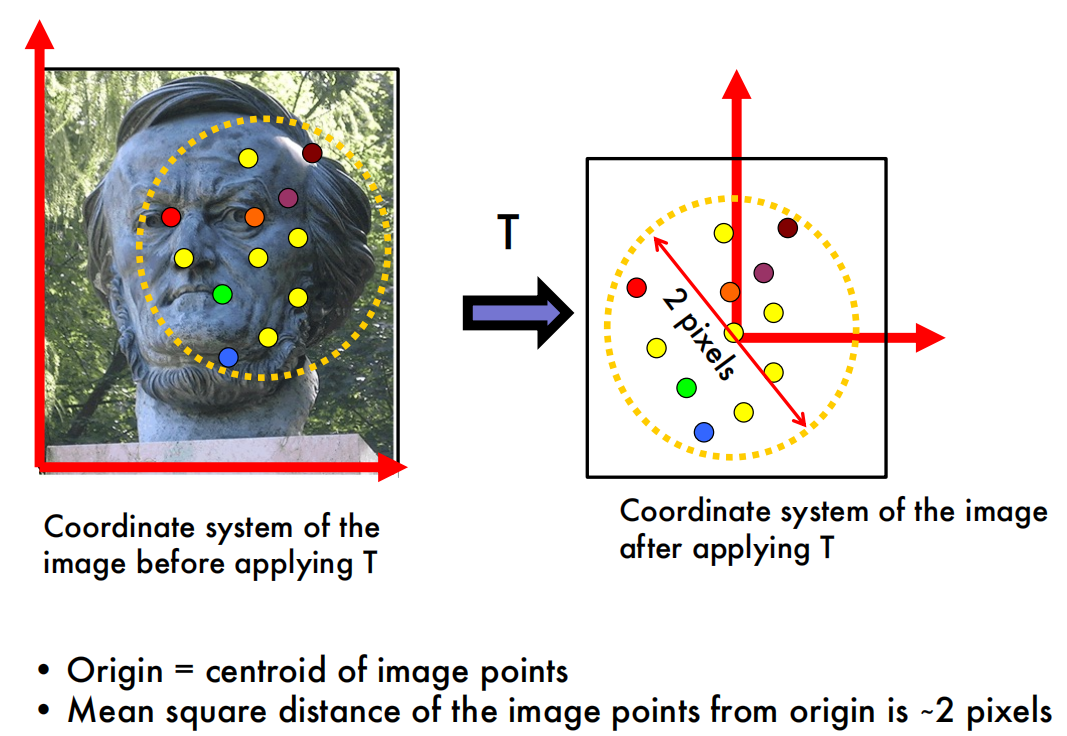 T
2 pixels
Coordinate system of the
image before applying T
Coordinate system of the image
after applying T
• Origin = centroid of image points
• Mean square distance of the image points from origin is ~2 pixels